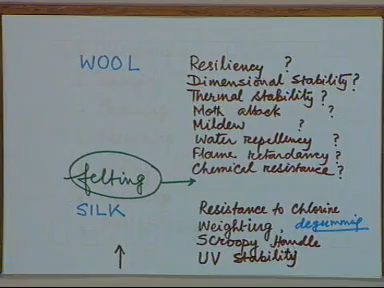 WOOL
Resiliency ?
Dimensional Stability?
Thermal Stability?
Moth attack ?
Mildew ?
Water repellency ?
Flame retardancy ?
Chemical resistance ?
felting
SILK
Resistance to Chlorine
Weighting, degummig
Scroopy Handle
UV Stability